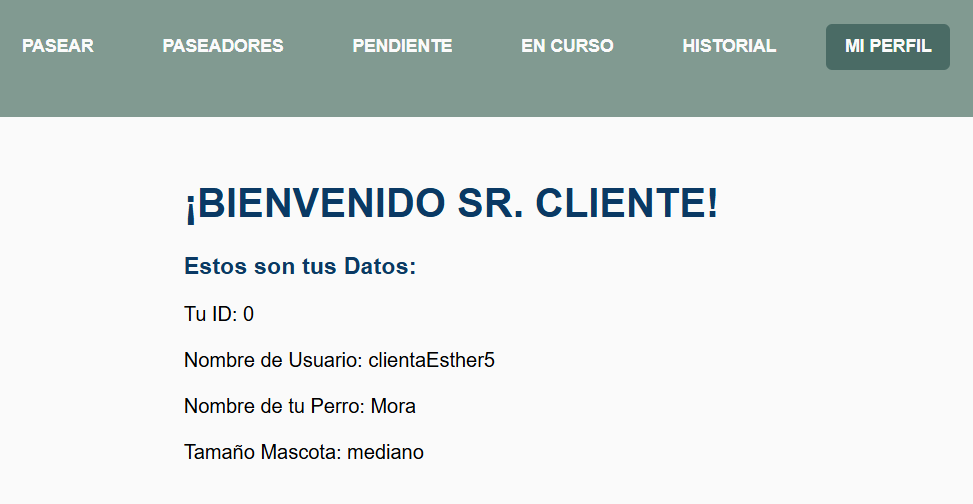 PASEAR PASEADORES PENDIENTE EN CURSO HISTORIAL MI PERFIL
¡BIENVENIDO SR. CLIENTE!
Estos son tus Datos:
Tu ID: 0
Nombre de Usuario: clientaEsther5
Nombre de tu Perro: Mora
Tamaño Mascota: mediano